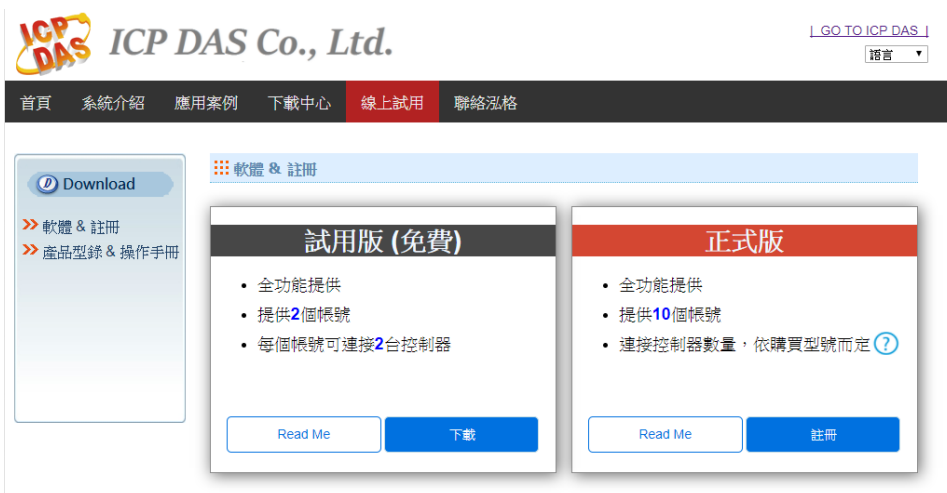 ICP DAS
ICP DAS Co., Ltd.
| GO TO ICP DAS |
語言
首頁 系統介紹 應用案例 下載中心 線上試用 聯絡泓格
D Download
軟體 & 註冊
產品型錄 & 操作手冊
軟體 & 註冊
試用版 (免費)
• 全功能提供
• 提供2個帳號
• 每個帳號可連接2台控制器
Read Me 下載
正式版
• 全功能提供
• 提供10個帳號
• 連接控制器數量，依購買型號而定 ?
Read Me 註冊